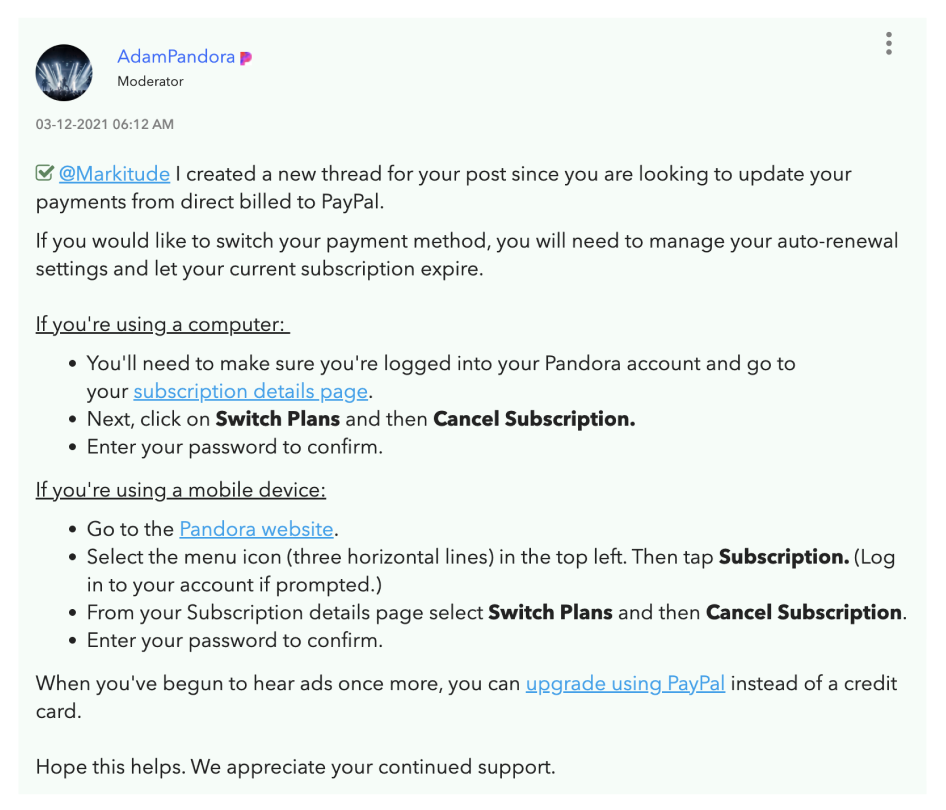 AdamPandora
Moderator
03-12-2021 06:12 AM
@Markitude I created a new thread for your post since you are looking to update your
payments from direct billed to PayPal.
If you would like to switch your payment method, you will need to manage your auto-renewal
settings and let your current subscription expire.
If you're using a computer:
• You'll need to make sure you're logged into your Pandora account and go to
your subscription details page.
• Next, click on Switch Plans and then Cancel Subscription.
• Enter your password to confirm.
If you're using a mobile device:
• Go to the Pandora website.
• Select the menu icon (three horizontal lines) in the top left. Then tap Subscription. (Log
in to your account if prompted.)
• From your Subscription details page select Switch Plans and then Cancel Subscription.
• Enter your password to confirm.
When you've begun to hear ads once more, you can upgrade using PayPal instead of a credit
card.
Hope this helps. We appreciate your continued support.